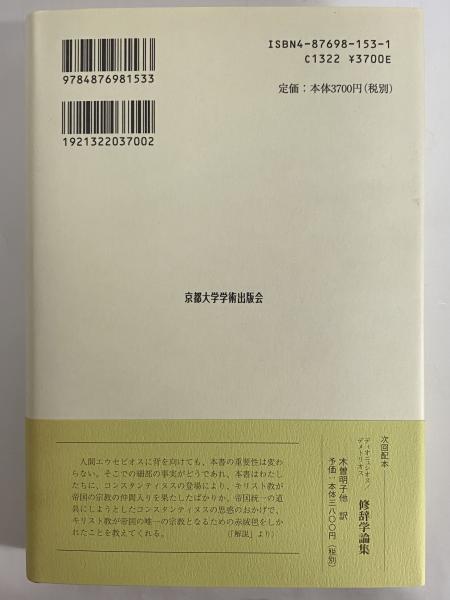 ISBN4-87698-153-1
C1322 ¥3700E
定価：本体3700円(税別)
9784876981533
1921322037002
京都大学学術出版会
人間エウセビオスに背を向けても、本書の重要性は変わ
らない。そこでの細部の事実がどうであれ、本書はわたし
たちに、コンスタンティヌスの登場により、キリスト教が
帝国の宗教の仲間入りを果たしたばかりか、帝国統一の道
具にしようとしたコンスタンティヌスの思惑のおかげで、
キリスト教が帝国の唯一の宗教となるための赤絨毯をしか
れたことを教えてくれる。
(「解説」より)
次回配本
ディオニュシオス／
デメトリオス
修辞学論集
木曽明子他 訳
予価：本体三八〇〇円（税別）